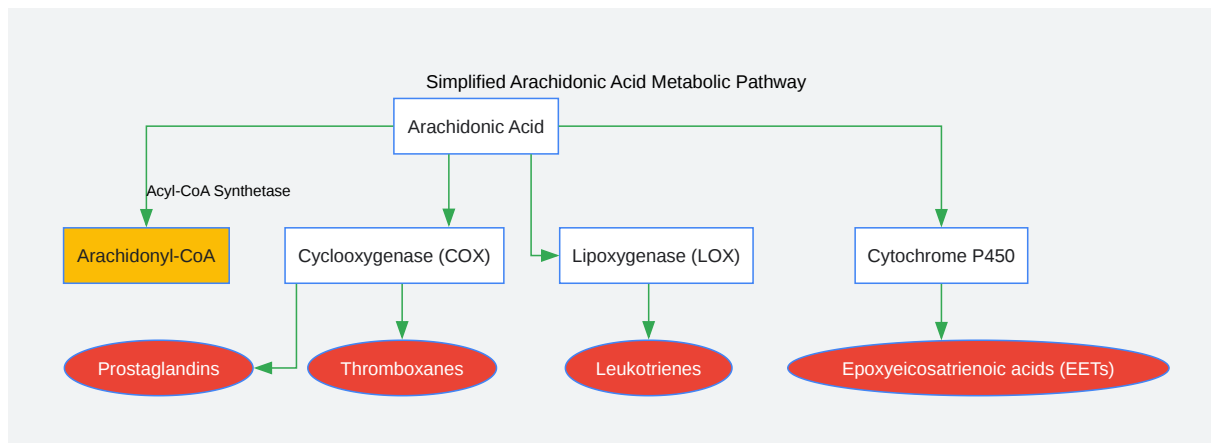 Simplified Arachidonic Acid Metabolic Pathway
Arachidonic Acid
Acyl-CoA Synthetase
Arachidonyl-CoA
Cyclooxygenase (COX)
Lipoxygenase (LOX)
Cytochrome P450
Prostaglandins
Thromboxanes
Leukotrienes
Epoxyeicosatrienoic acids (EETs)